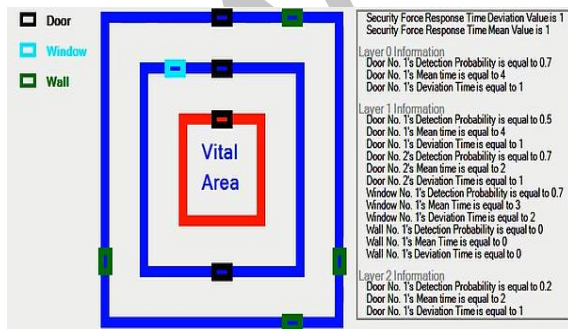 Door
Window
Wall
Vital
Area
Security Force Response Time Deviation Value is 1
Security Force Response Time Mean Value is 1
Layer 0 Information
Door No. 1's Detection Probability is equal to 0.7
Door No. 1's Mean time is equal to 4
Door No. 1's Deviation Time is equal to 1
Layer 1 Information
Door No. 1's Detection Probability is equal to 0.5
Door No. 1's Mean time is equal to 4
Door No. 1's Deviation Time is equal to 1
Door No. 2's Detection Probability is equal to 0.7
Door No. 2's Mean time is equal to 2
Door No. 2's Deviation Time is equal to 1
Window No. 1's Detection Probability is equal to 0.7
Window No. 1's Mean Time is equal to 3
Window No. 1's Deviation Time is equal to 2
Wall No. 1's Detection Probability is equal to 0
Wall No. 1's Mean Time is equal to 0
Wall No. 1's Deviation Time is equal to 0
Layer 2 Information
Door No. 1's Detection Probability is equal to 0.2
Door No. 1's Mean time is equal to 2
Door No. 1's Deviation Time is equal to 1